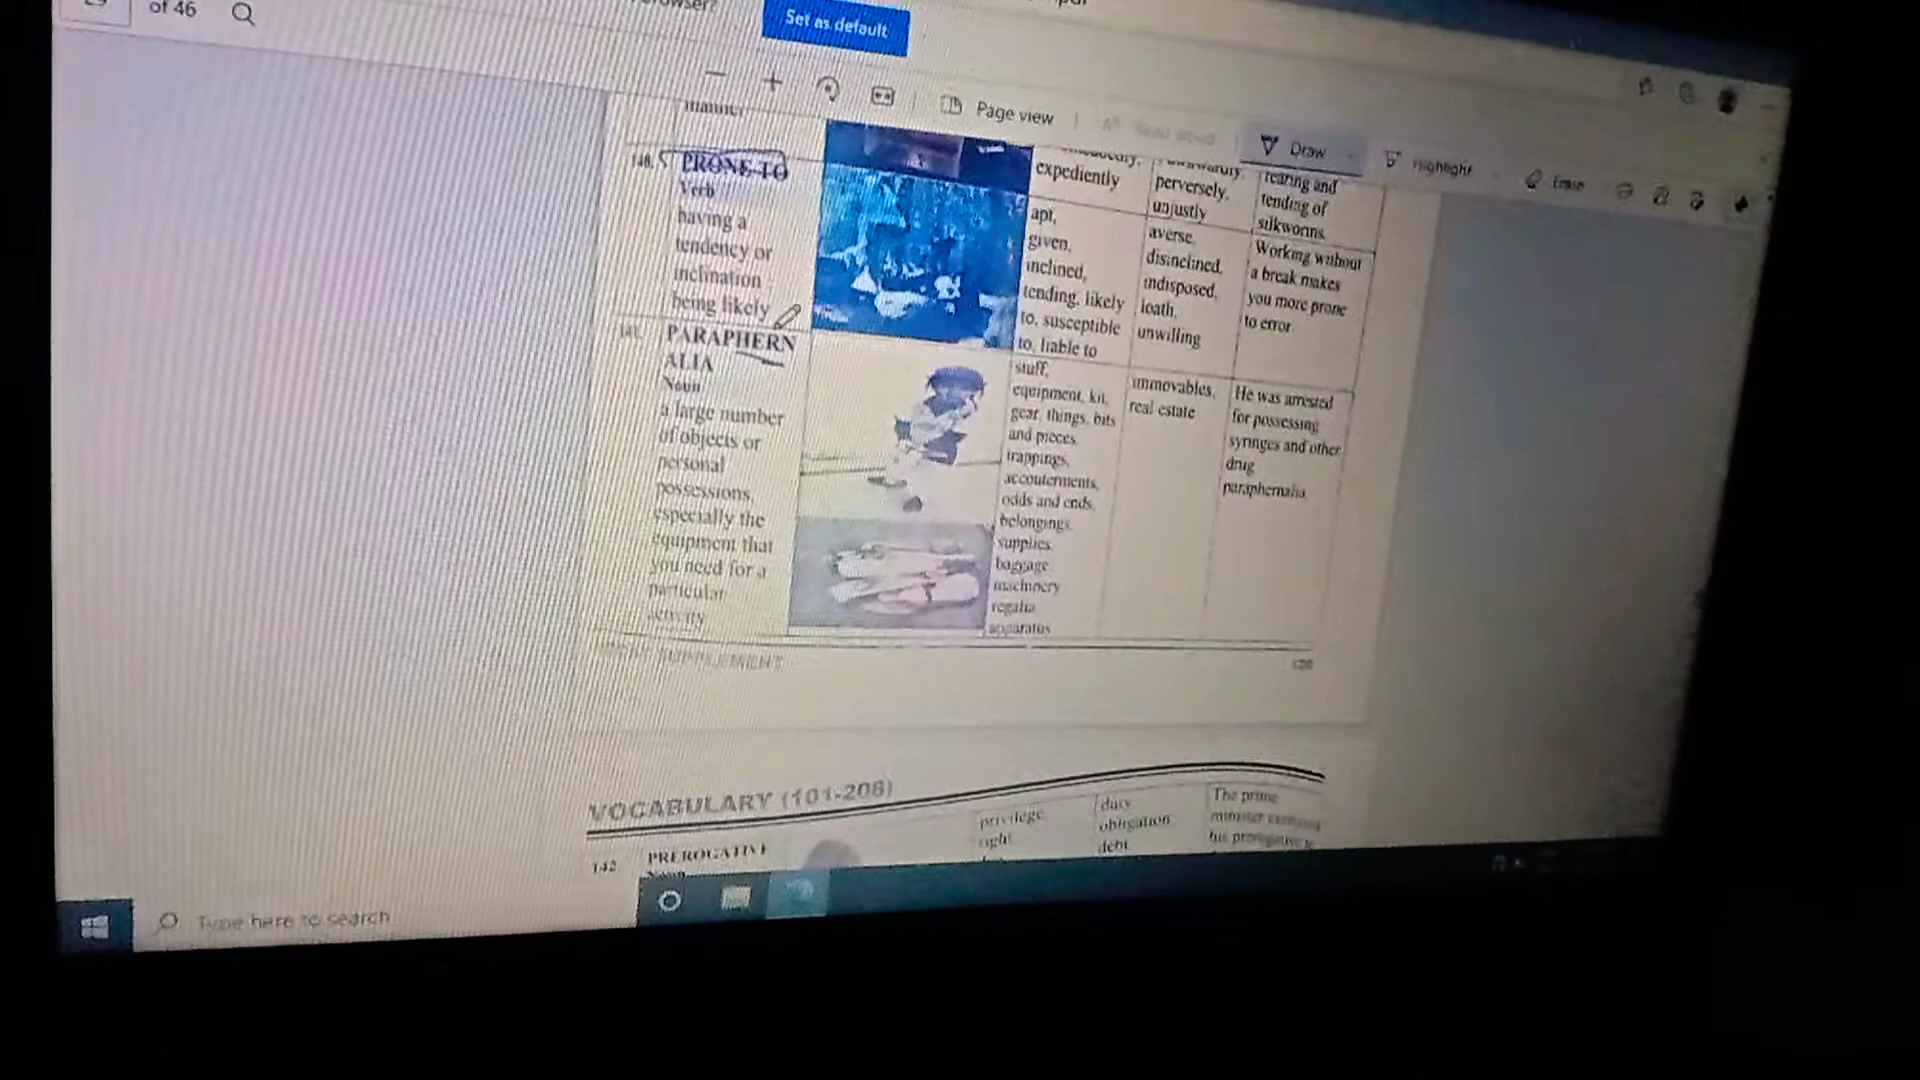 of 46
Set as default
Page view
Draw
Highlight
Erase
manner
140. PRONE TO
Verb
having a
tendency or
inclination
being likely
expediently
apt,
given,
inclined,
tending, likely
to, susceptible
to, liable to
perversely,
unjustly
averse,
disinclined,
indisposed,
loath,
unwilling
rearing and
tending of
silkworms.
Working without
a break makes
you more prone
to error
141. PARAPHERN
ALIA
Noun
a large number
of objects or
personal
possessions,
especially the
equipment that
you need for a
particular
activity
stuff,
equipment, kit,
gear, things, bits
and pieces,
trappings,
accouterments,
odds and ends,
belongings,
supplies
baggage
machinery
regalia
apparatus
immovables,
real estate
He was arrested
for possessing
syringes and other
drug
paraphernalia
SUPPLEMENT
VOCABULARY (101-208)
142 PREROGATIVE
Noun
privilege
right
duty
obligation
debt
The prime
minister
his prerogative
Type here to search